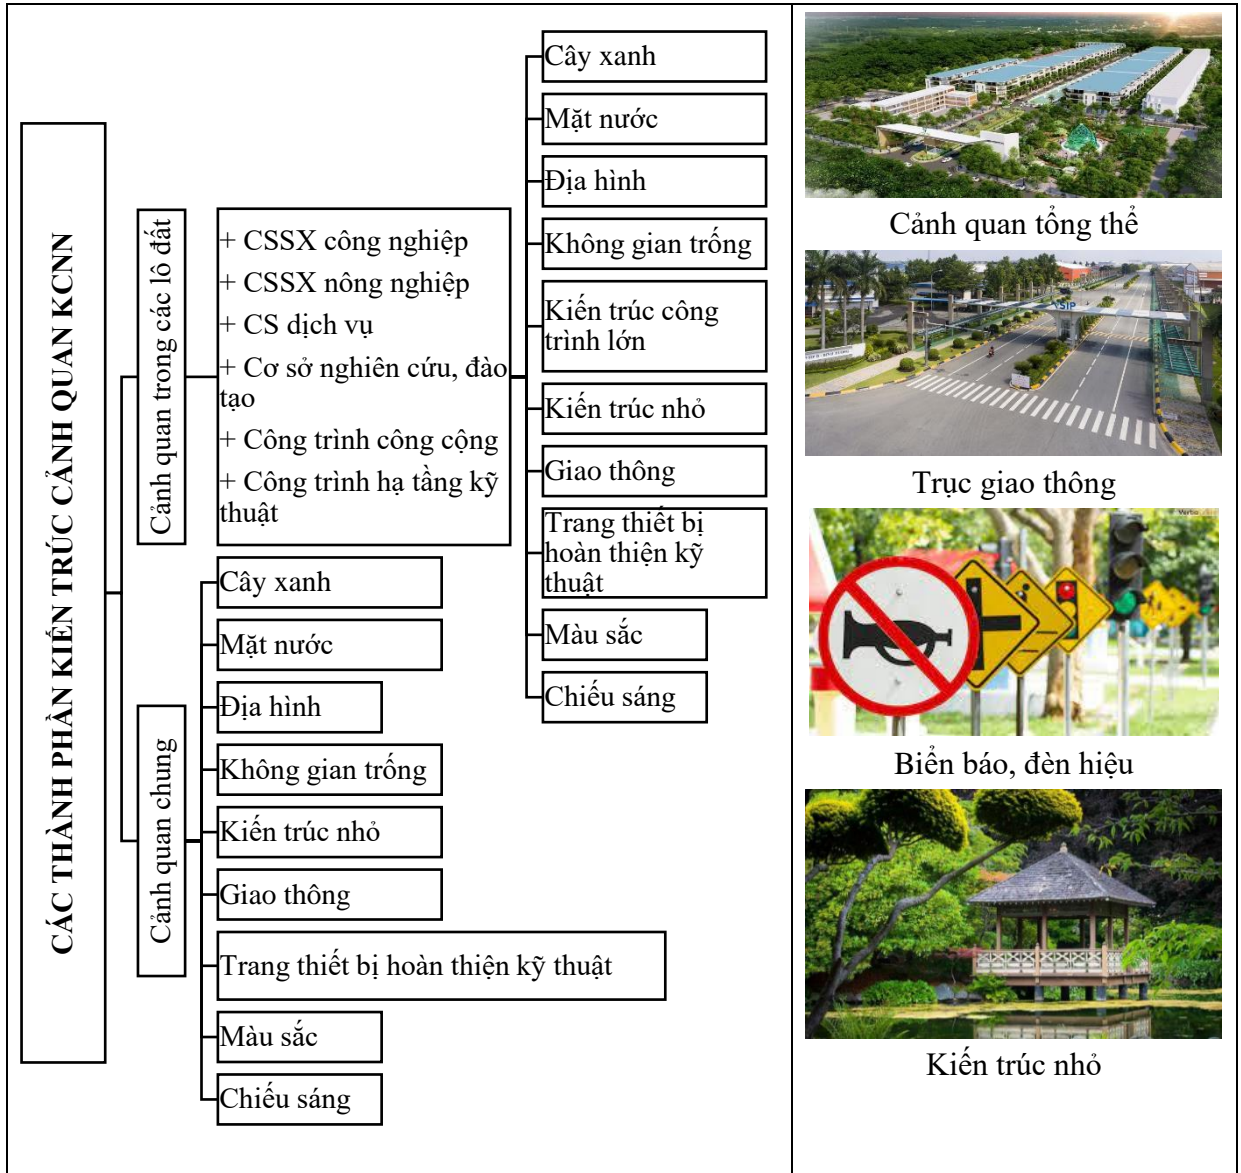 CÁC THÀNH PHẦN KIẾN TRÚC CẢNH QUAN KCNN
Cảnh quan trong các lô đất
+ CSSX công nghiệp
+ CSSX nông nghiệp
+ CS dịch vụ
+ Cơ sở nghiên cứu, đào
tạo
+ Công trình công cộng
+ Công trình hạ tầng kỹ
thuật
Cây xanh
Mặt nước
Địa hình
Không gian trống
Kiến trúc công
trình lớn
Kiến trúc nhỏ
Giao thông
Trang thiết bị
hoàn thiện kỹ
thuật
Màu sắc
Chiếu sáng
Cảnh quan chung
Cây xanh
Mặt nước
Địa hình
Không gian trống
Kiến trúc nhỏ
Giao thông
Trang thiết bị hoàn thiện kỹ thuật
Màu sắc
Chiếu sáng
Cảnh quan tổng thể
VSIP
Trục giao thông
Biển báo, đèn hiệu
Kiến trúc nhỏ